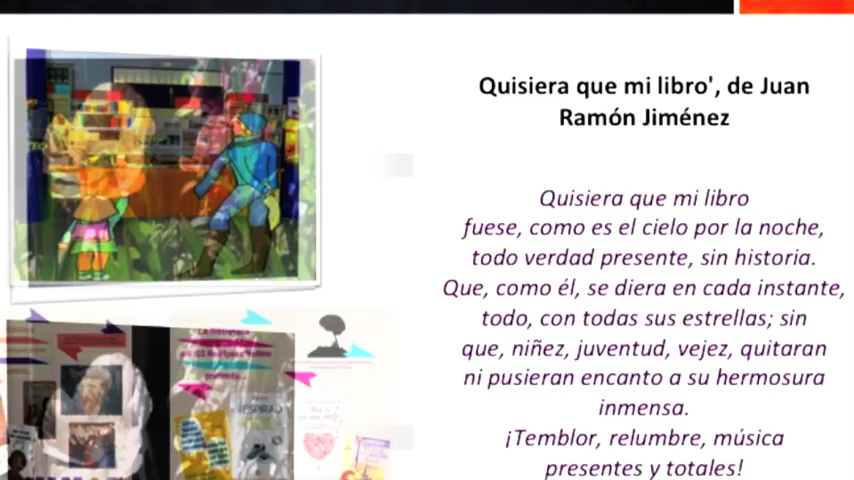 Quisiera que mi libro', de Juan
Ramón Jiménez
Quisiera que mi libro
fuese, como es el cielo por la noche,
todo verdad presente, sin historia.
Que, como él, se diera en cada instante,
todo, con todas sus estrellas; sin
que, niñez, juventud, vejez, quitaran
ni pusieran encanto a su hermosura
inmensa.
¡Temblor, relumbre, música
presentes y totales!